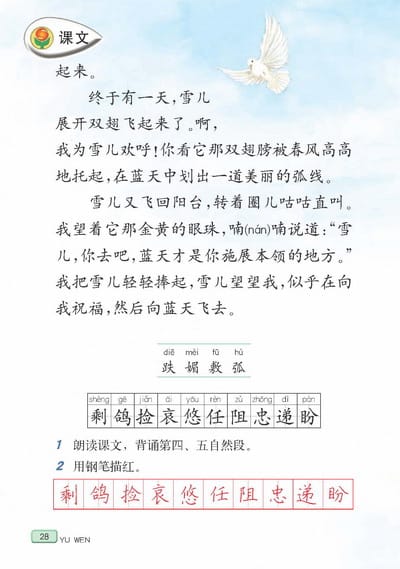 课文
起来。
终于有一天，雪儿
展开双翅飞起来了。啊，
我为雪儿欢呼！你看它那双翅膀被春风高高
地托起，在蓝天中划出一道美丽的弧线。
雪儿又飞回阳台，转着圈儿咕咕直叫。
我望着它那金黄的眼珠，喃(nán)喃说道：“雪
儿，你去吧，蓝天才是你施展本领的地方。”
我把雪儿轻轻捧起，雪儿望望我，似乎在向
我祝福，然后向蓝天飞去。
diē mèi fū hú
跌 媚 敷 弧
shèng gē jiǎn āi yōu rèn zǔ zhōng dì pàn
剩 鸽 捡 哀 悠 任 阻 忠 递 盼
1 朗读课文，背诵第四、五自然段。
2 用钢笔描红。
剩 鸽 捡 哀 悠 任 阻 忠 递 盼
28 YU WEN